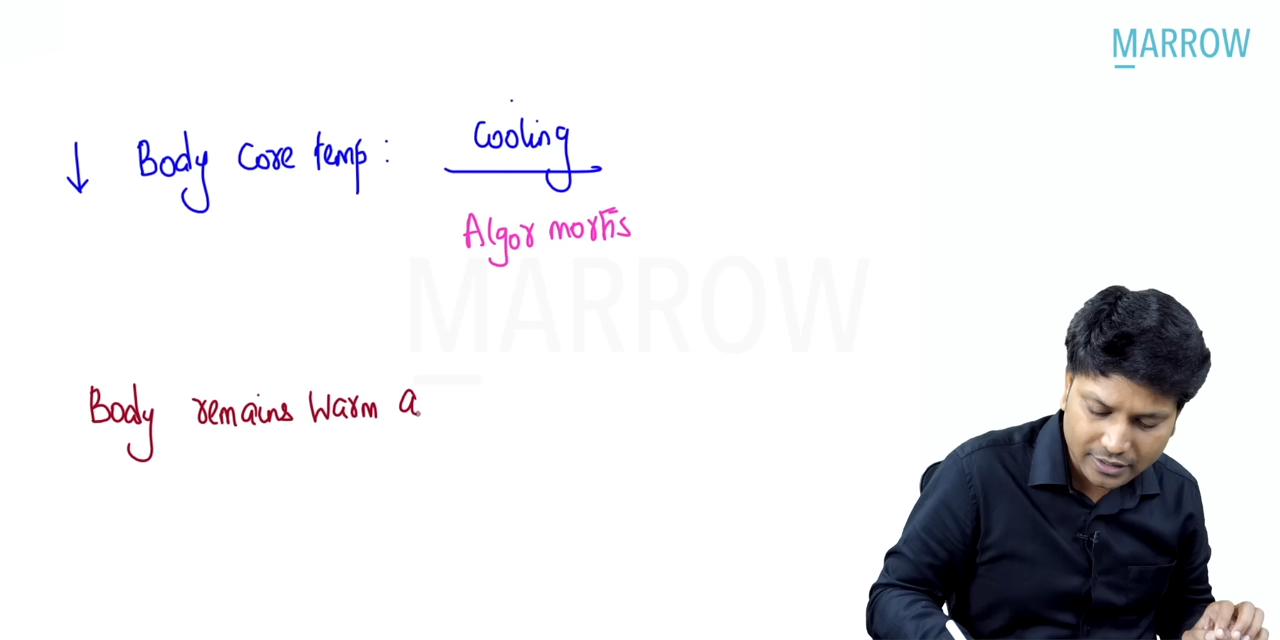 MARROW
↓ Body core temp : Cooling
Algor mortis
MARROW
Body remains warm a